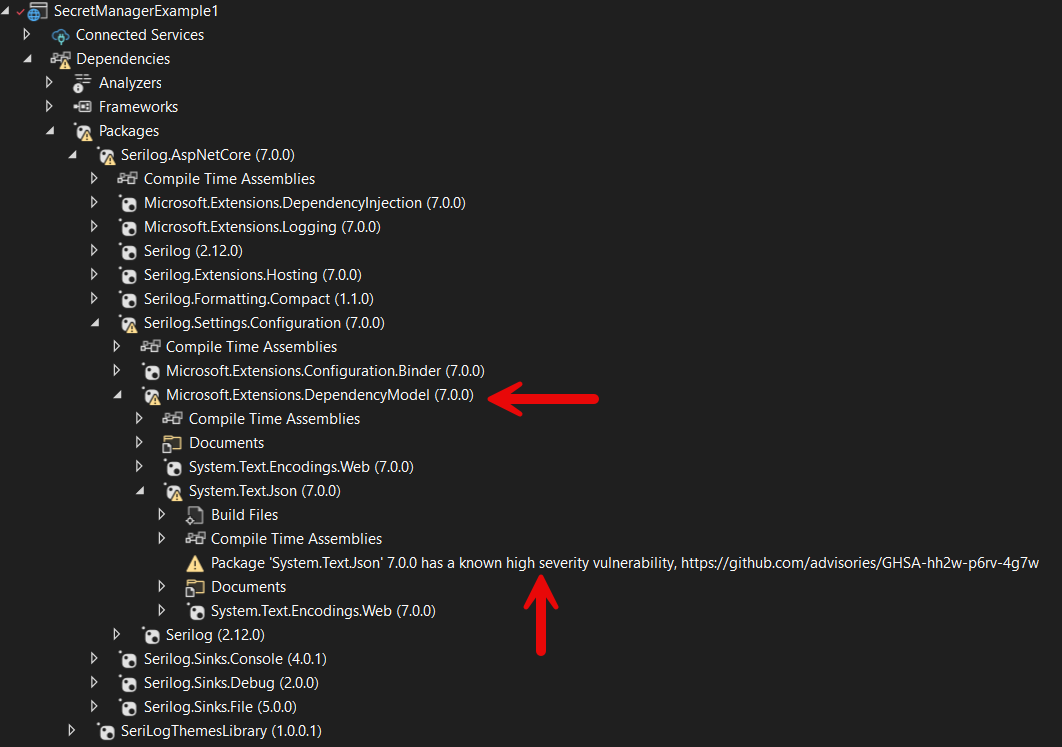 SecretManagerExample1
Connected Services
Dependencies
Analyzers
Frameworks
Packages
Serilog.AspNetCore (7.0.0)
Compile Time Assemblies
Microsoft.Extensions.DependencyInjection (7.0.0)
Microsoft.Extensions.Logging (7.0.0)
Serilog (2.12.0)
Serilog.Extensions.Hosting (7.0.0)
Serilog.Formatting.Compact (1.1.0)
Serilog.Settings.Configuration (7.0.0)
Compile Time Assemblies
Microsoft.Extensions.Configuration.Binder (7.0.0)
Microsoft.Extensions.DependencyModel (7.0.0)
Compile Time Assemblies
Documents
System.Text.Encodings.Web (7.0.0)
System.Text.Json (7.0.0)
Build Files
Compile Time Assemblies
Package 'System.Text.Json' 7.0.0 has a known high severity vulnerability, https://github.com/advisories/GHSA-hh2w-p6rv-4g7w
Documents
System.Text.Encodings.Web (7.0.0)
Serilog (2.12.0)
Serilog.Sinks.Console (4.0.1)
Serilog.Sinks.Debug (2.0.0)
Serilog.Sinks.File (5.0.0)
SeriLogThemesLibrary (1.0.0.1)